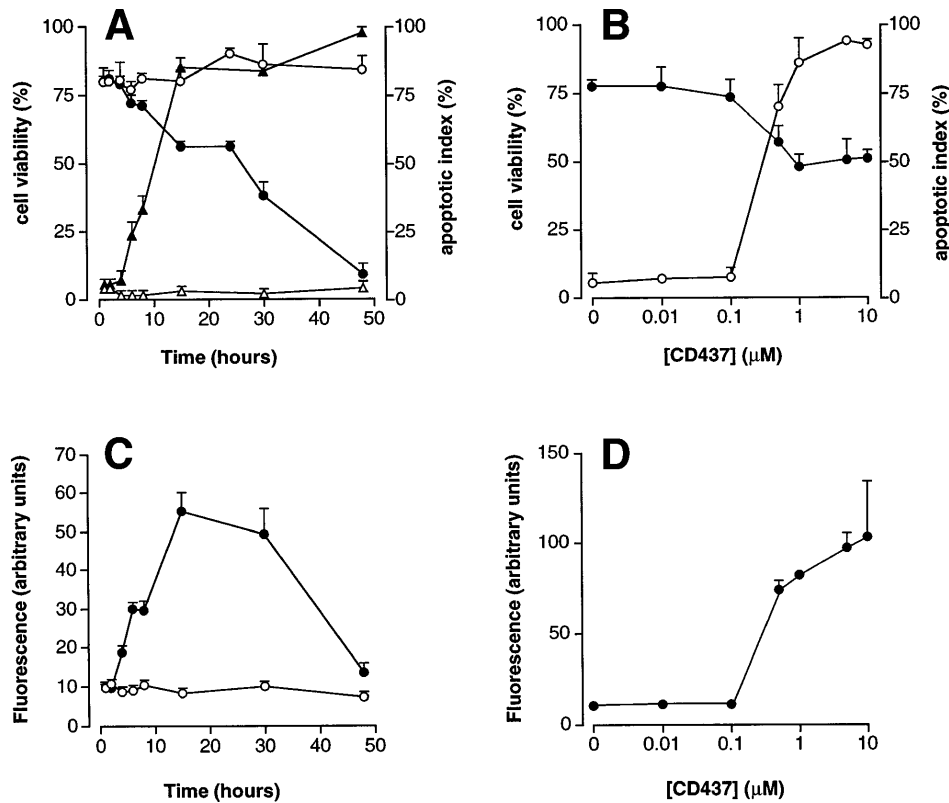 A
100
75
50
25
0
cell viability (%)
100
75
50
25
0
apoptotic index (%)
0 10 20 30 40 50
Time (hours)
B
100
75
50
25
0
cell viability (%)
100
75
50
25
0
apoptotic index (%)
0 0.01 0.1 1 10
[CD437] (μM)
C
70
60
50
40
30
20
10
0
Fluorescence (arbitrary units)
0 10 20 30 40 50
Time (hours)
D
150
100
50
0
Fluorescence (arbitrary units)
0 0.01 0.1 1 10
[CD437] (μM)